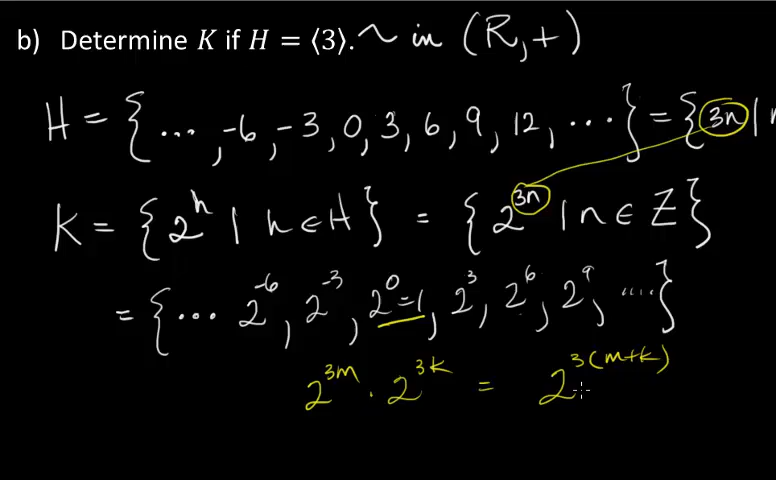 b) Determine K if H = ⟨3⟩. ~ in (R, +)
H = { ... , -6, -3, 0, 3, 6, 9, 12, ... } = { 3n |
K = { 2^h | h ∈ H } = { 2^{3n} | n ∈ Z }
= { ... 2^{-6}, 2^{-3}, 2^0 = 1, 2^3, 2^6, 2^9, .... }
2^{3m} · 2^{3k} = 2^{3(m+k)}